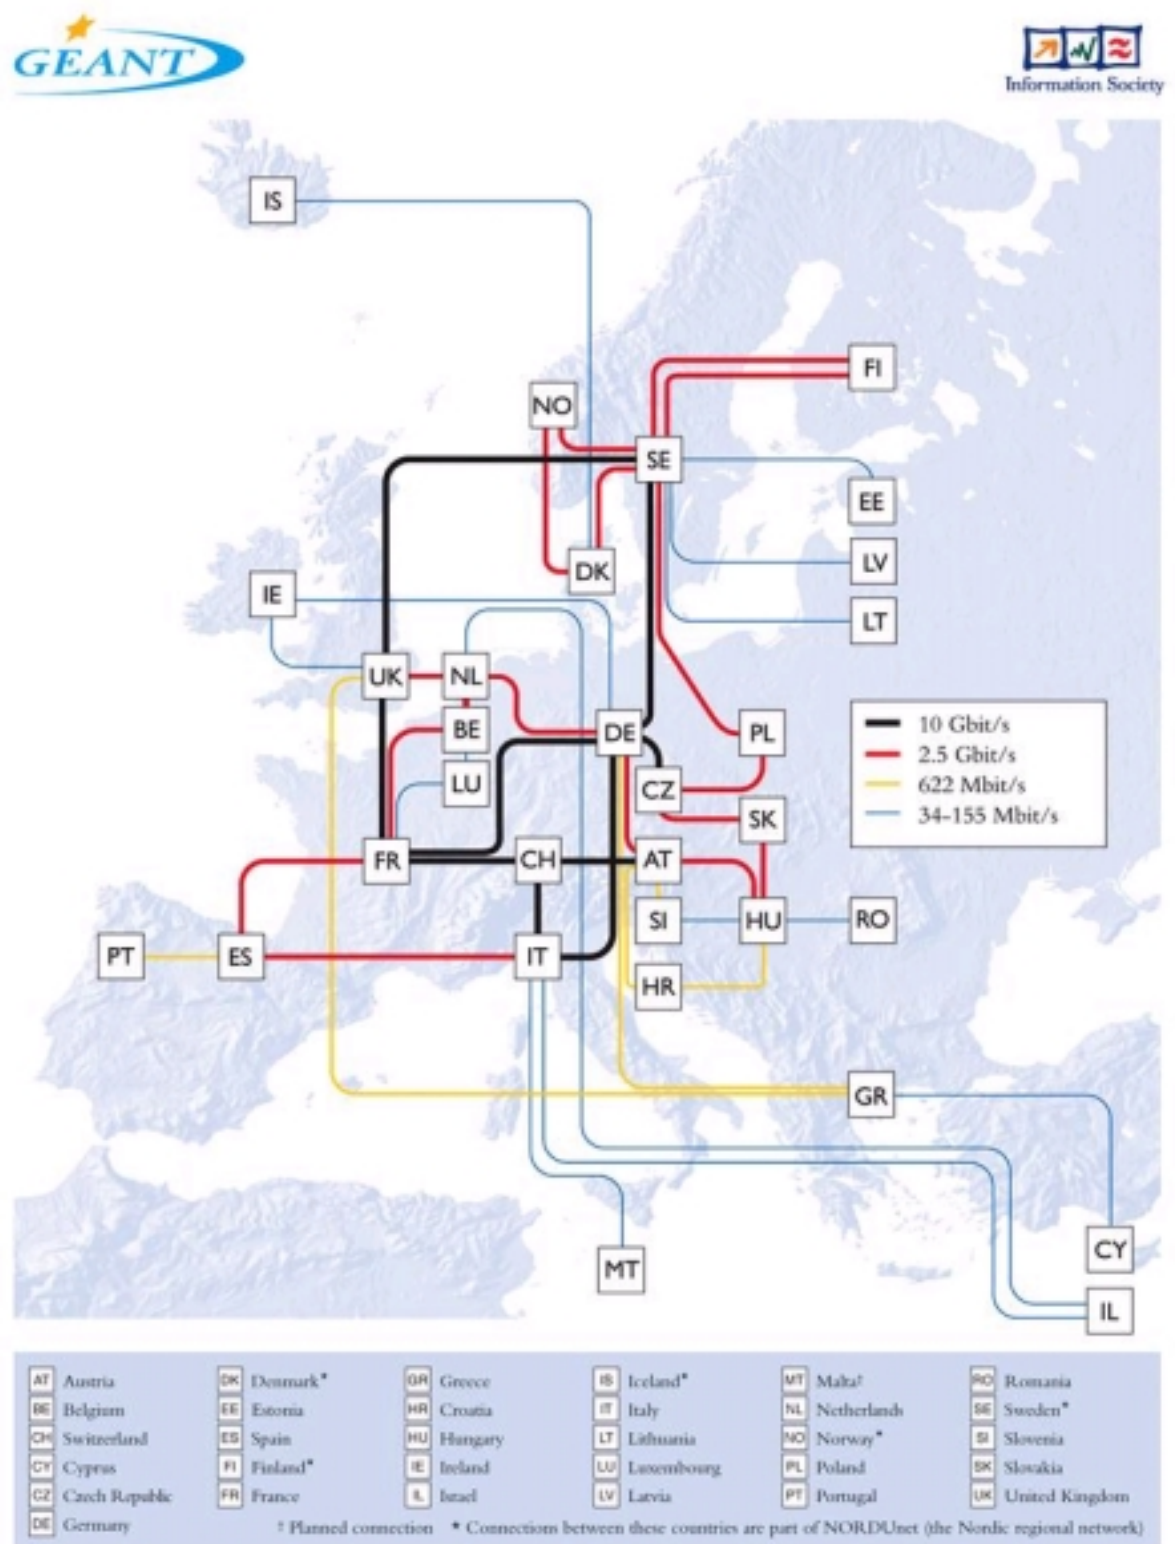 GEANT
Information Society
IS
FI
NO
SE
EE
DK
LV
IE
LT
UK
NL
BE
DE
PL
LU
CZ
SK
10 Gbit/s
2.5 Gbit/s
622 Mbit/s
34-155 Mbit/s
FR
CH
AT
SI
HU
RO
PT
ES
IT
HR
GR
CY
MT
IL
AT Austria
BE Belgium
CH Switzerland
CY Cyprus
CZ Czech Republic
DE Germany
DK Denmark*
EE Estonia
ES Spain
FI Finland*
FR France
GR Greece
HR Croatia
HU Hungary
IE Ireland
IL Israel
IS Iceland*
IT Italy
LT Lithuania
LU Luxembourg
LV Latvia
MT Malta†
NL Netherlands
NO Norway*
PL Poland
PT Portugal
RO Romania
SE Sweden*
SI Slovenia
SK Slovakia
UK United Kingdom
† Planned connection * Connections between these countries are part of NORDUnet (the Nordic regional network)